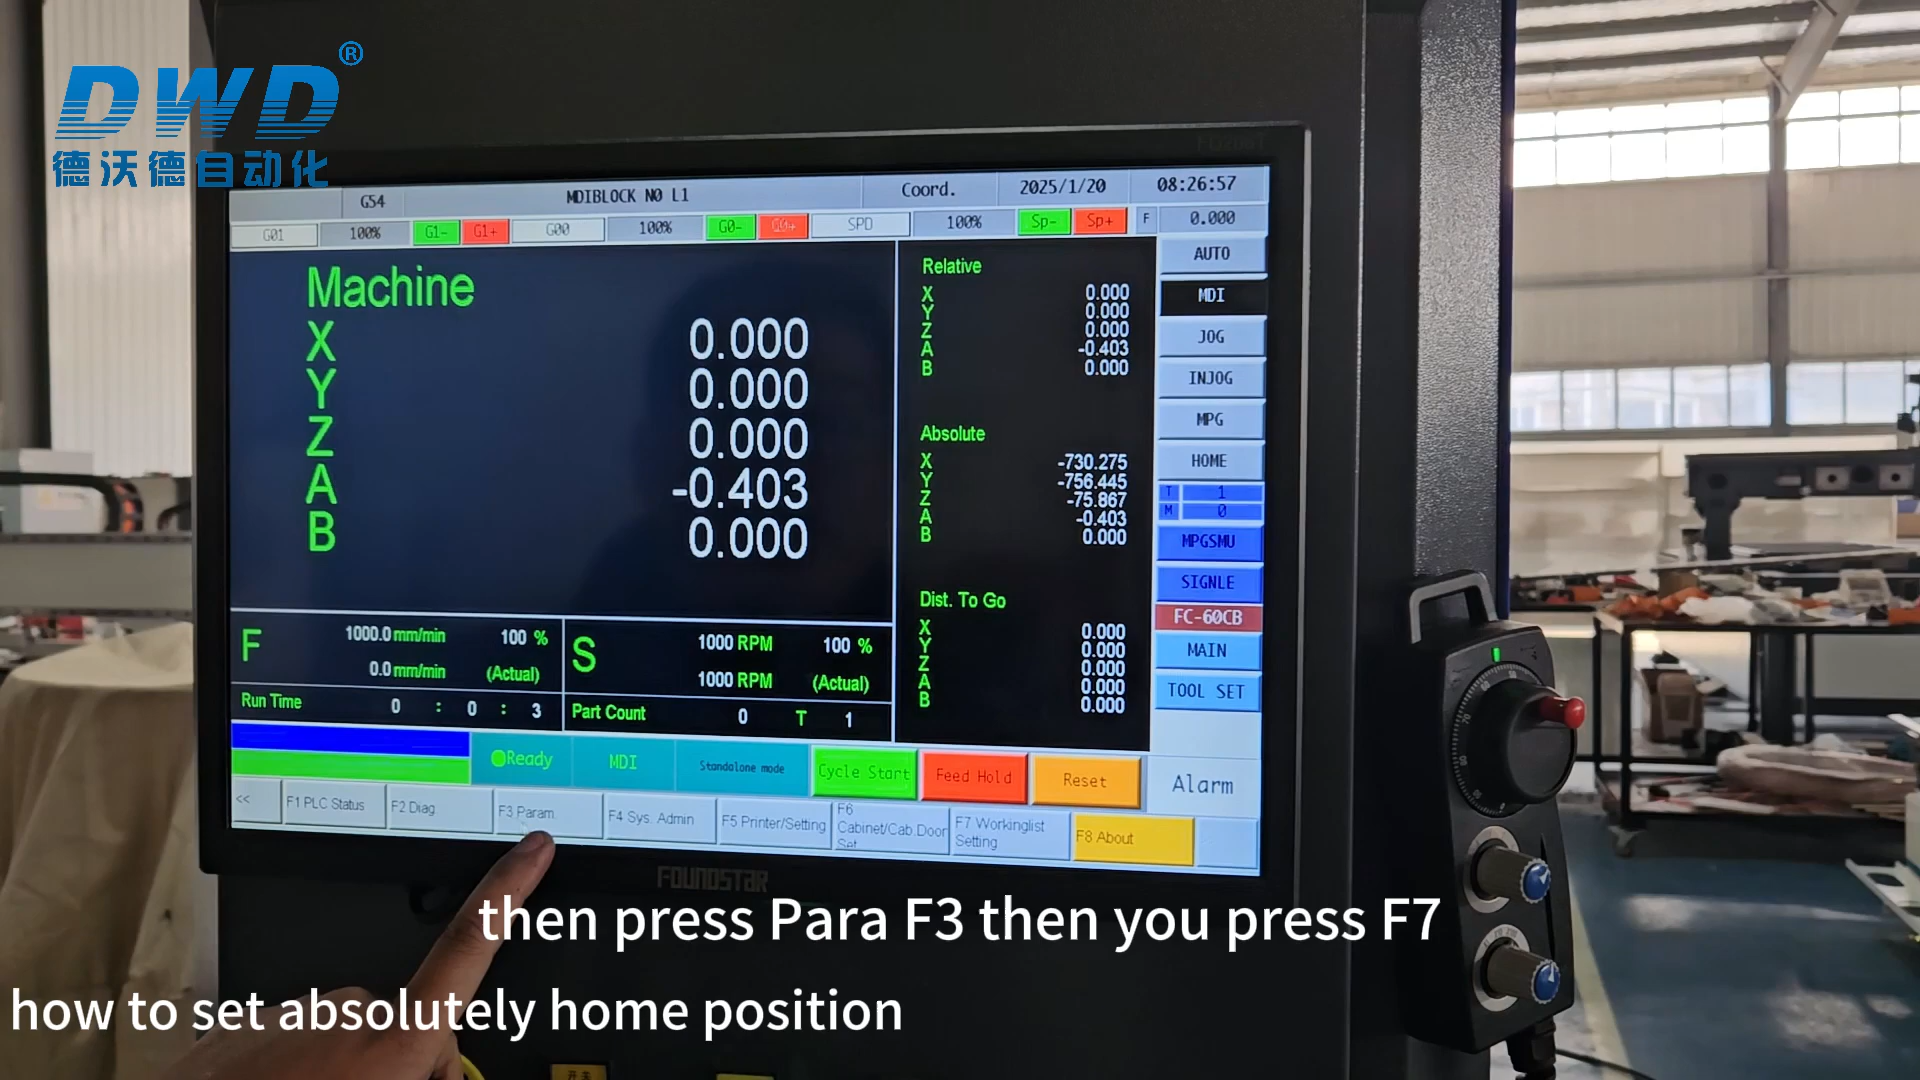 DWD®
德沃德自动化
G54 MDIBLOCK N0 L1 Coord. 2025/1/20 08:26:57
G01 100% G1- G1+ G00 100% G0- G0+ SPD 100% Sp- Sp+ F 0.000
Machine
X 0.000
Y 0.000
Z 0.000
A -0.403
B 0.000
Relative
X 0.000
Y 0.000
Z 0.000
A -0.403
B 0.000
Absolute
X -730.275
Y -756.445
Z -75.867
A -0.403
B 0.000
Dist. To Go
X 0.000
Y 0.000
Z 0.000
A 0.000
B 0.000
AUTO
MDI
JOG
INJOG
MPG
HOME
T 1
M 0
MPGSMU
SIGNLE
FC-60CB
MAIN
TOOL SET
F 1000.0 mm/min 100 %
0.0 mm/min (Actual)
S 1000 RPM 100 %
1000 RPM (Actual)
Run Time 0 : 0 : 3
Part Count 0 T 1
Ready MDI Standalone mode Cycle Start Feed Hold Reset Alarm
<< F1 PLC Status F2 Diag F3 Param. F4 Sys. Admin F5 Printer/Setting F6 Cabinet/Cab.Door Set F7 Workinglist Setting F8 About
FOUNDSTAR
then press Para F3 then you press F7
how to set absolutely home position
开关